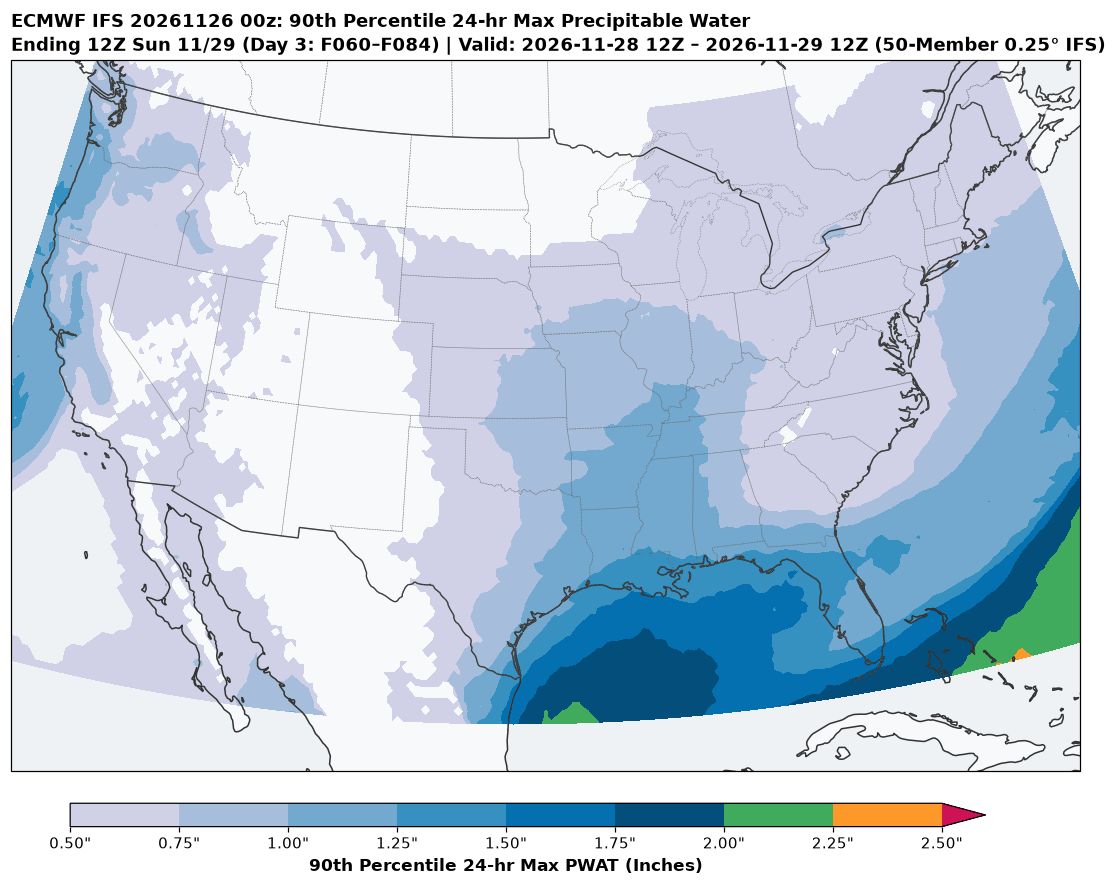 ECMWF IFS 20261126 00z: 90th Percentile 24-hr Max Precipitable Water
Ending 12Z Sun 11/29 (Day 3: F060–F084) | Valid: 2026-11-28 12Z – 2026-11-29 12Z (50-Member 0.25° IFS)
0.50" 0.75" 1.00" 1.25" 1.50" 1.75" 2.00" 2.25" 2.50"
90th Percentile 24-hr Max PWAT (Inches)